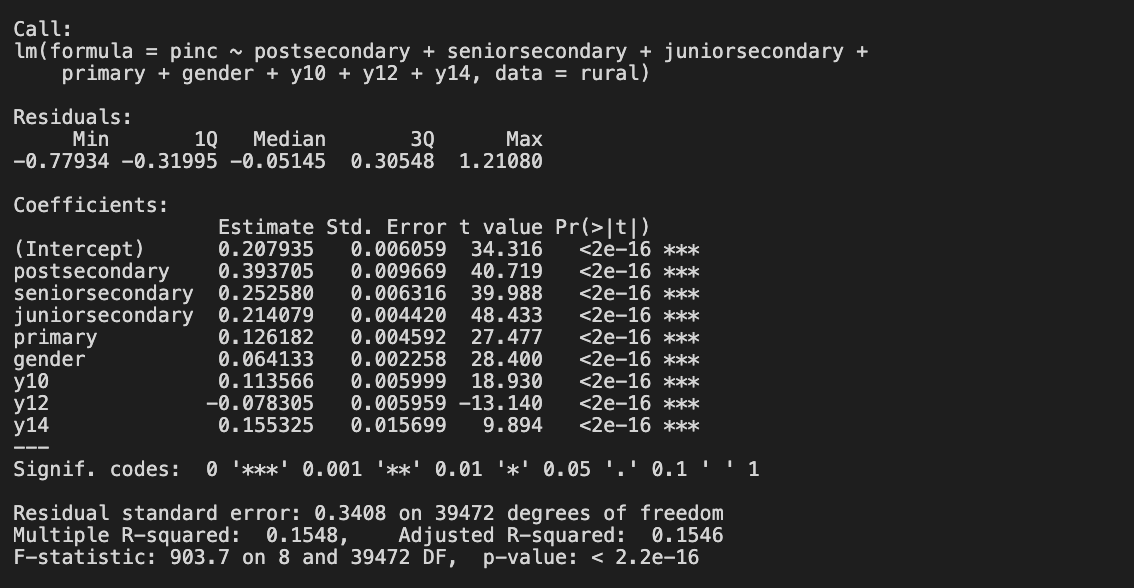 Call:
lm(formula = pinc ~ postsecondary + seniorsecondary + juniorsecondary +
    primary + gender + y10 + y12 + y14, data = rural)

Residuals:
     Min       1Q   Median       3Q      Max
-0.77934 -0.31995 -0.05145  0.30548  1.21080

Coefficients:
                 Estimate Std. Error t value Pr(>|t|)
(Intercept)      0.207935   0.006059  34.316   <2e-16 ***
postsecondary    0.393705   0.009669  40.719   <2e-16 ***
seniorsecondary  0.252580   0.006316  39.988   <2e-16 ***
juniorsecondary  0.214079   0.004420  48.433   <2e-16 ***
primary          0.126182   0.004592  27.477   <2e-16 ***
gender           0.064133   0.002258  28.400   <2e-16 ***
y10              0.113566   0.005999  18.930   <2e-16 ***
y12             -0.078305   0.005959 -13.140   <2e-16 ***
y14              0.155325   0.015699   9.894   <2e-16 ***
---
Signif. codes:  0 '***' 0.001 '**' 0.01 '*' 0.05 '.' 0.1 ' ' 1

Residual standard error: 0.3408 on 39472 degrees of freedom
Multiple R-squared:  0.1548,    Adjusted R-squared:  0.1546
F-statistic: 903.7 on 8 and 39472 DF,  p-value: < 2.2e-16